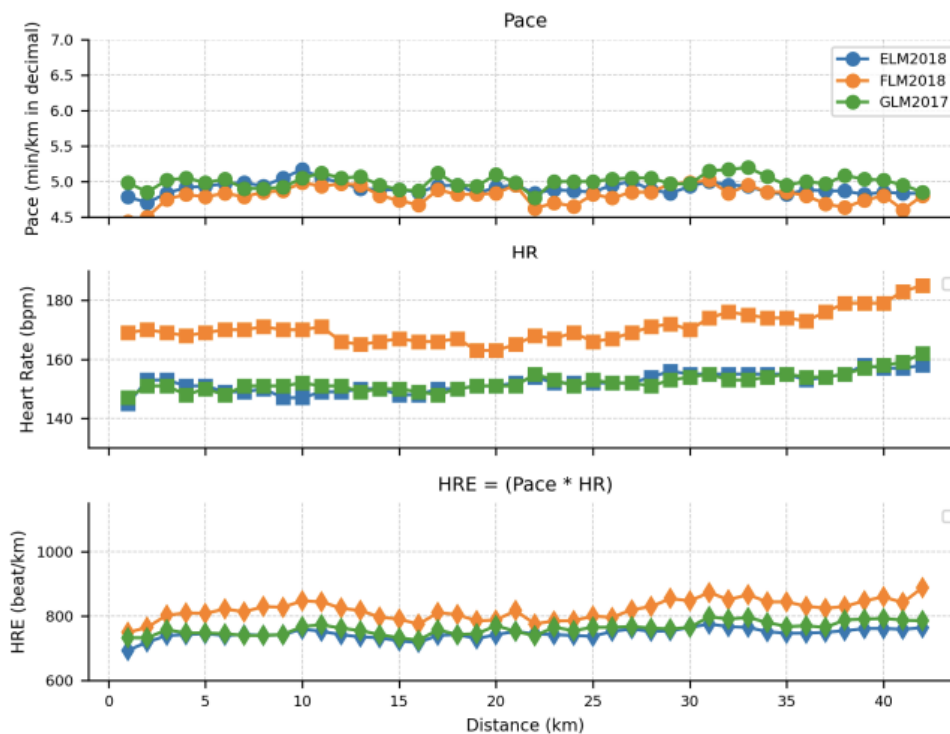 Pace
Pace (min/km in decimal)
7.0
6.5
6.0
5.5
5.0
4.5
ELM2018
FLM2018
GLM2017
HR
Heart Rate (bpm)
180
160
140
HRE = (Pace * HR)
HRE (beat/km)
1000
800
600
0 5 10 15 20 25 30 35 40
Distance (km)